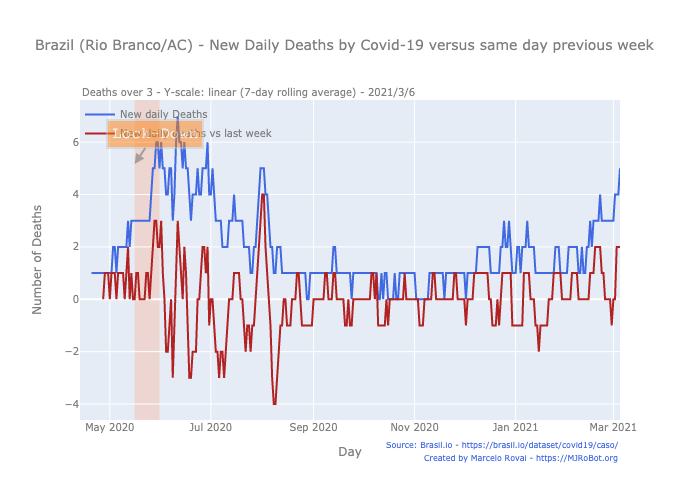 Brazil (Rio Branco/AC) - New Daily Deaths by Covid-19 versus same day previous week
Deaths over 3 - Y-scale: linear (7-day rolling average) - 2021/3/6
New daily Deaths
New daily deaths vs last week
Lockdown
Number of Deaths
6
4
2
0
−2
−4
May 2020
Jul 2020
Sep 2020
Nov 2020
Jan 2021
Mar 2021
Day
Source: Brasil.io - https://brasil.io/dataset/covid19/caso/
Created by Marcelo Rovai - https://MJRoBot.org